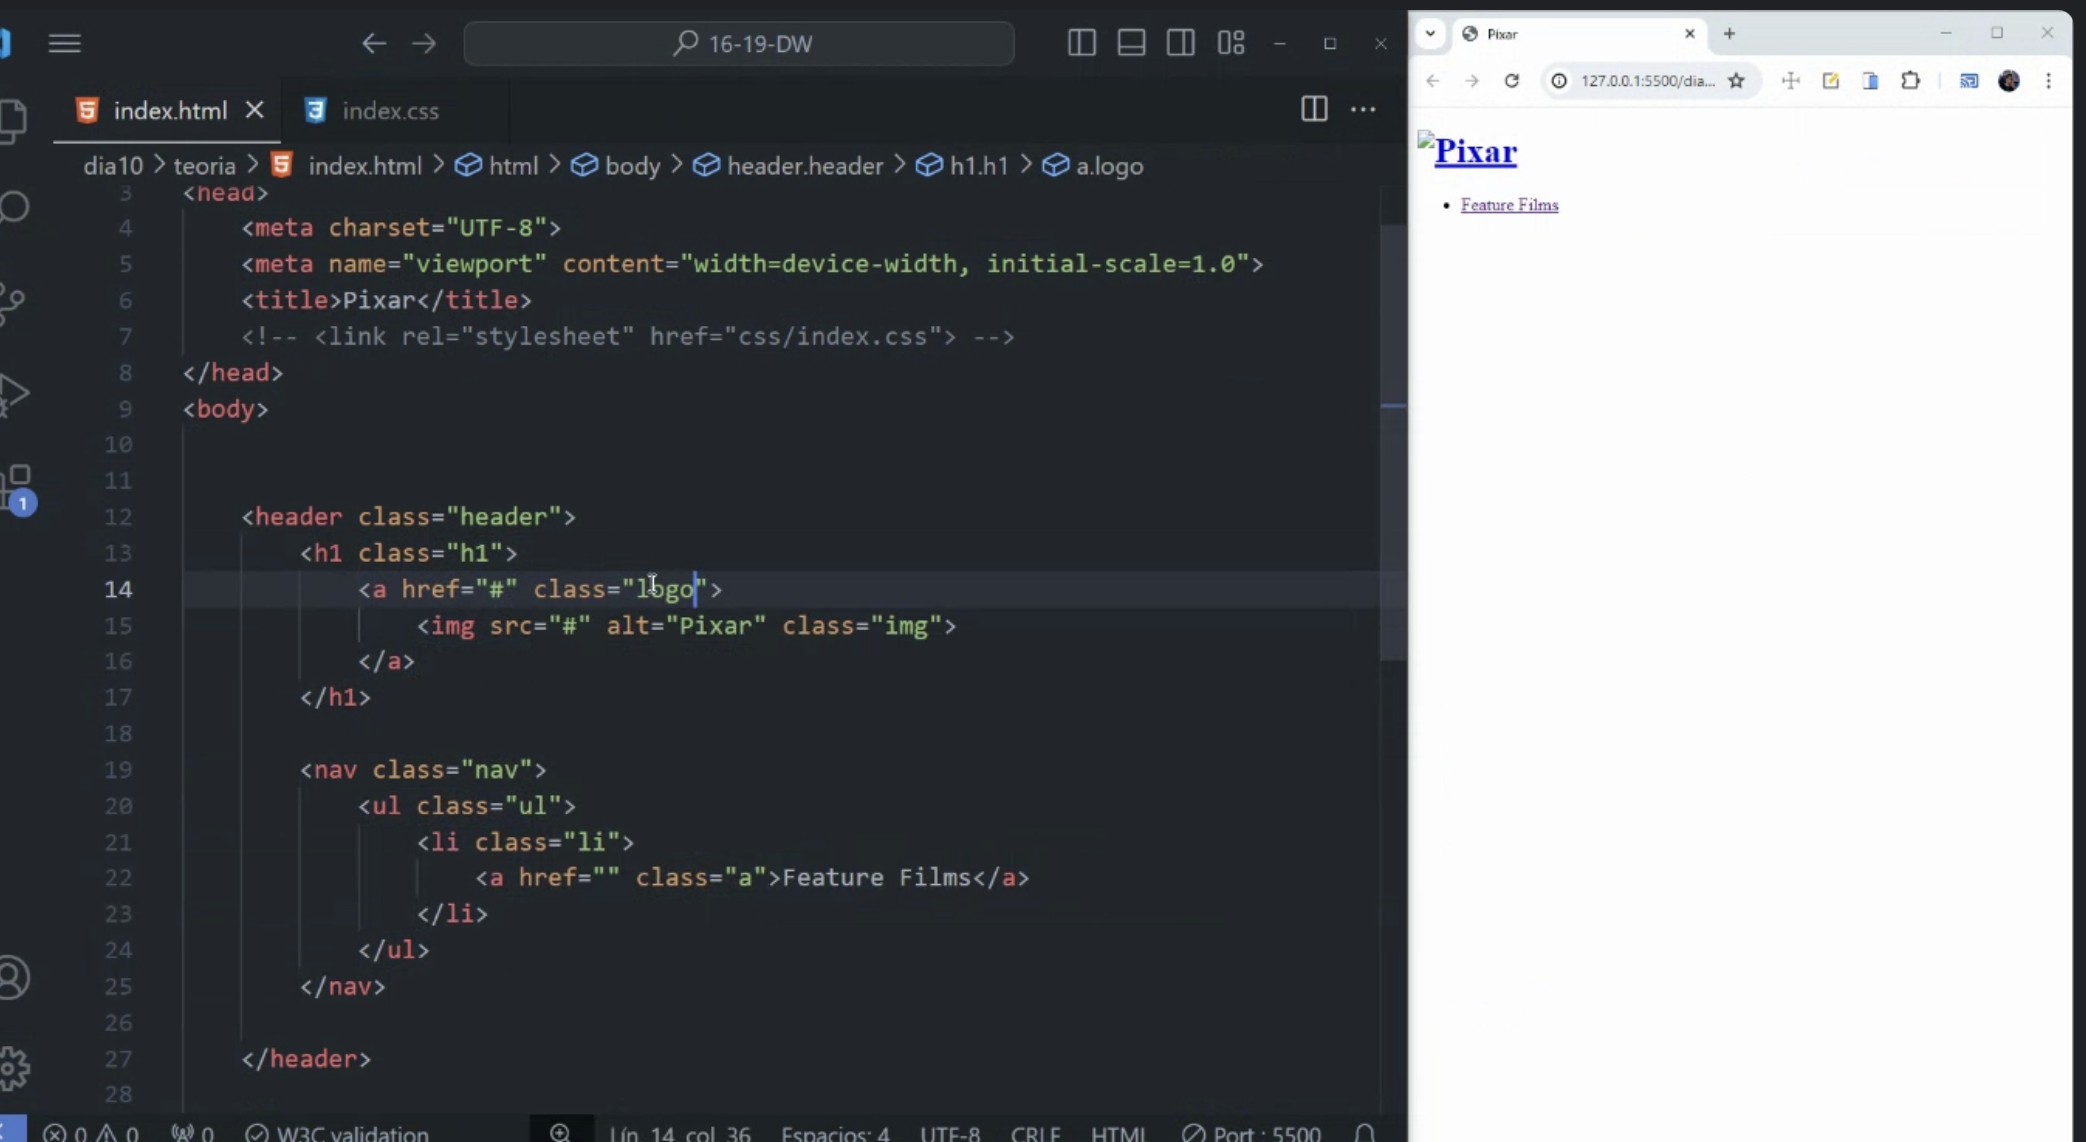 16-19-DW
index.html
index.css
dia10 > teoria > index.html > html > body > header.header > h1.h1 > a.logo
3 <head>
4 <meta charset="UTF-8">
5 <meta name="viewport" content="width=device-width, initial-scale=1.0">
6 <title>Pixar</title>
7 <!-- <link rel="stylesheet" href="css/index.css"> -->
8 </head>
9 <body>
10
11
12 <header class="header">
13 <h1 class="h1">
14 <a href="#" class="logo">
15 <img src="#" alt="Pixar" class="img">
16 </a>
17 </h1>
18
19 <nav class="nav">
20 <ul class="ul">
21 <li class="li">
22 <a href="" class="a">Feature Films</a>
23 </li>
24 </ul>
25 </nav>
26
27 </header>
28
1
0 0 0 W3C validation Lín. 14, col. 36 Espacios: 4 UTF-8 CRLF HTML Port : 5500
Pixar
127.0.0.1:5500/dia...
Pixar
• Feature Films